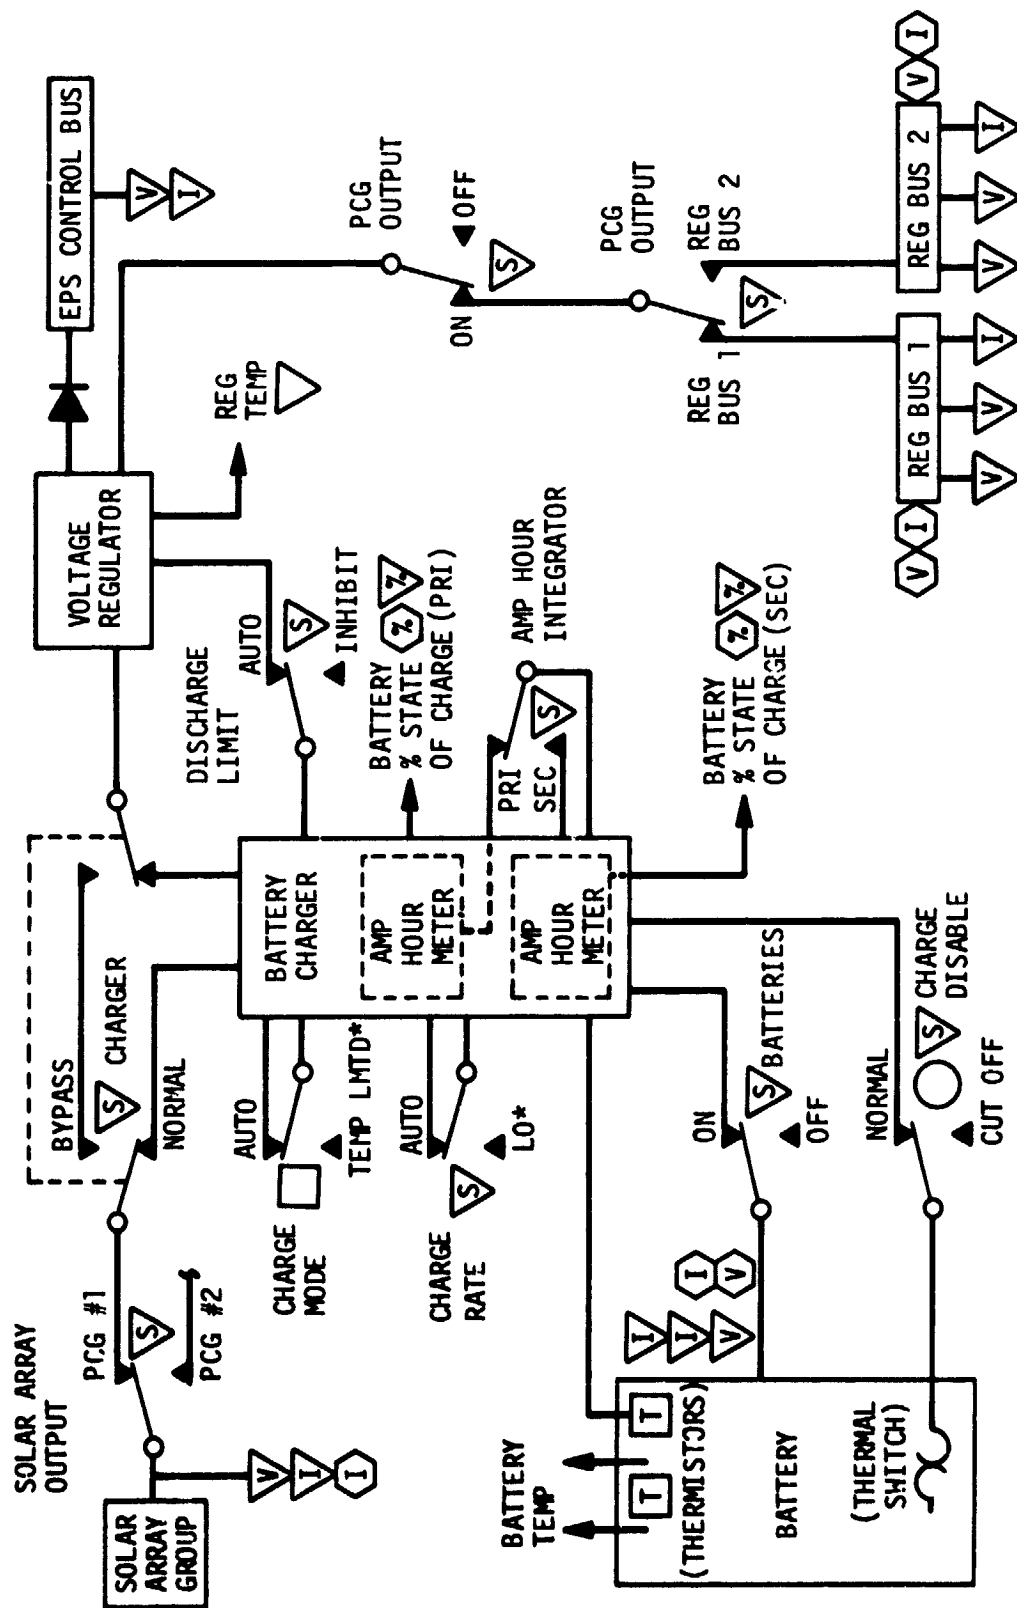 SOLAR ARRAY
OUTPUT
SOLAR
ARRAY
GROUP
V
I
I
PCG #1
S
PCG #2
BYPASS
S
CHARGER
NORMAL
VOLTAGE
REGULATOR
EPS CONTROL BUS
V
I
REG
TEMP
DISCHARGE
LIMIT
AUTO
S
INHIBIT
CHARGE
MODE
AUTO
TEMP LMTD*
CHARGE
RATE
S
AUTO
LO*
BATTERY
CHARGER
AMP
HOUR
METER
AMP
HOUR
METER
BATTERY
% STATE
OF CHARGE (PRI)
%
%
PRI
SEC
S
AMP HOUR
INTEGRATOR
BATTERY
% STATE
OF CHARGE (SEC)
%
%
PCG
OUTPUT
ON
OFF
S
PCG
OUTPUT
REG
BUS 1
REG
BUS 2
S
V
I
REG BUS 1
V
V
I
REG BUS 2
V
I
V
V
I
BATTERY
TEMP
T
T
(THERMISTORS)
BATTERY
(THERMAL
SWITCH)
I
I
V
I
V
ON
S
BATTERIES
OFF
NORMAL
S
CHARGE
DISABLE
CUT OFF